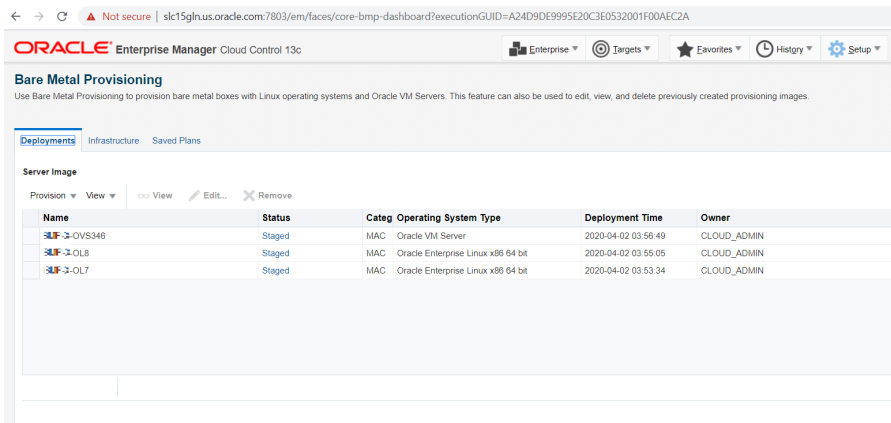 Not secure | slc15gln.us.oracle.com:7803/em/faces/core-bmp-dashboard?executionGUID=A24D9DE9995E20C3E0532001F00AEC2A
ORACLE Enterprise Manager Cloud Control 13c Enterprise Targets Favorites History Setup
Bare Metal Provisioning
Use Bare Metal Provisioning to provision bare metal boxes with Linux operating systems and Oracle VM Servers. This feature can also be used to edit, view, and delete previously created provisioning images.
Deployments Infrastructure Saved Plans
Server Image
Provision View View Edit... Remove
Name Status Categ Operating System Type Deployment Time Owner
-OVS346 Staged MAC Oracle VM Server 2020-04-02 03:56:49 CLOUD_ADMIN
-OL8 Staged MAC Oracle Enterprise Linux x86 64 bit 2020-04-02 03:55:05 CLOUD_ADMIN
-OL7 Staged MAC Oracle Enterprise Linux x86 64 bit 2020-04-02 03:53:34 CLOUD_ADMIN